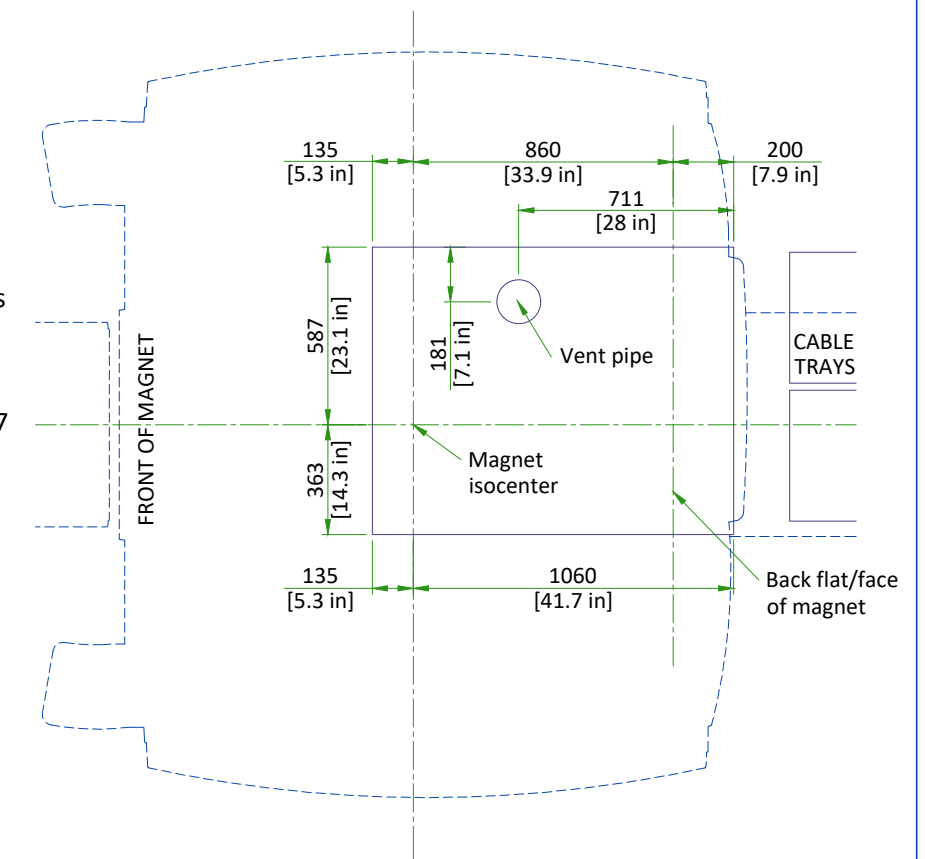 135
[5.3 in]
860
[33.9 in]
200
[7.9 in]
711
[28 in]
587
[23.1 in]
181
[7.1 in]
Vent pipe
CABLE
TRAYS
s
FRONT OF MAGNET
7
363
[14.3 in]
Magnet
isocenter
135
[5.3 in]
1060
[41.7 in]
Back flat/face
of magnet